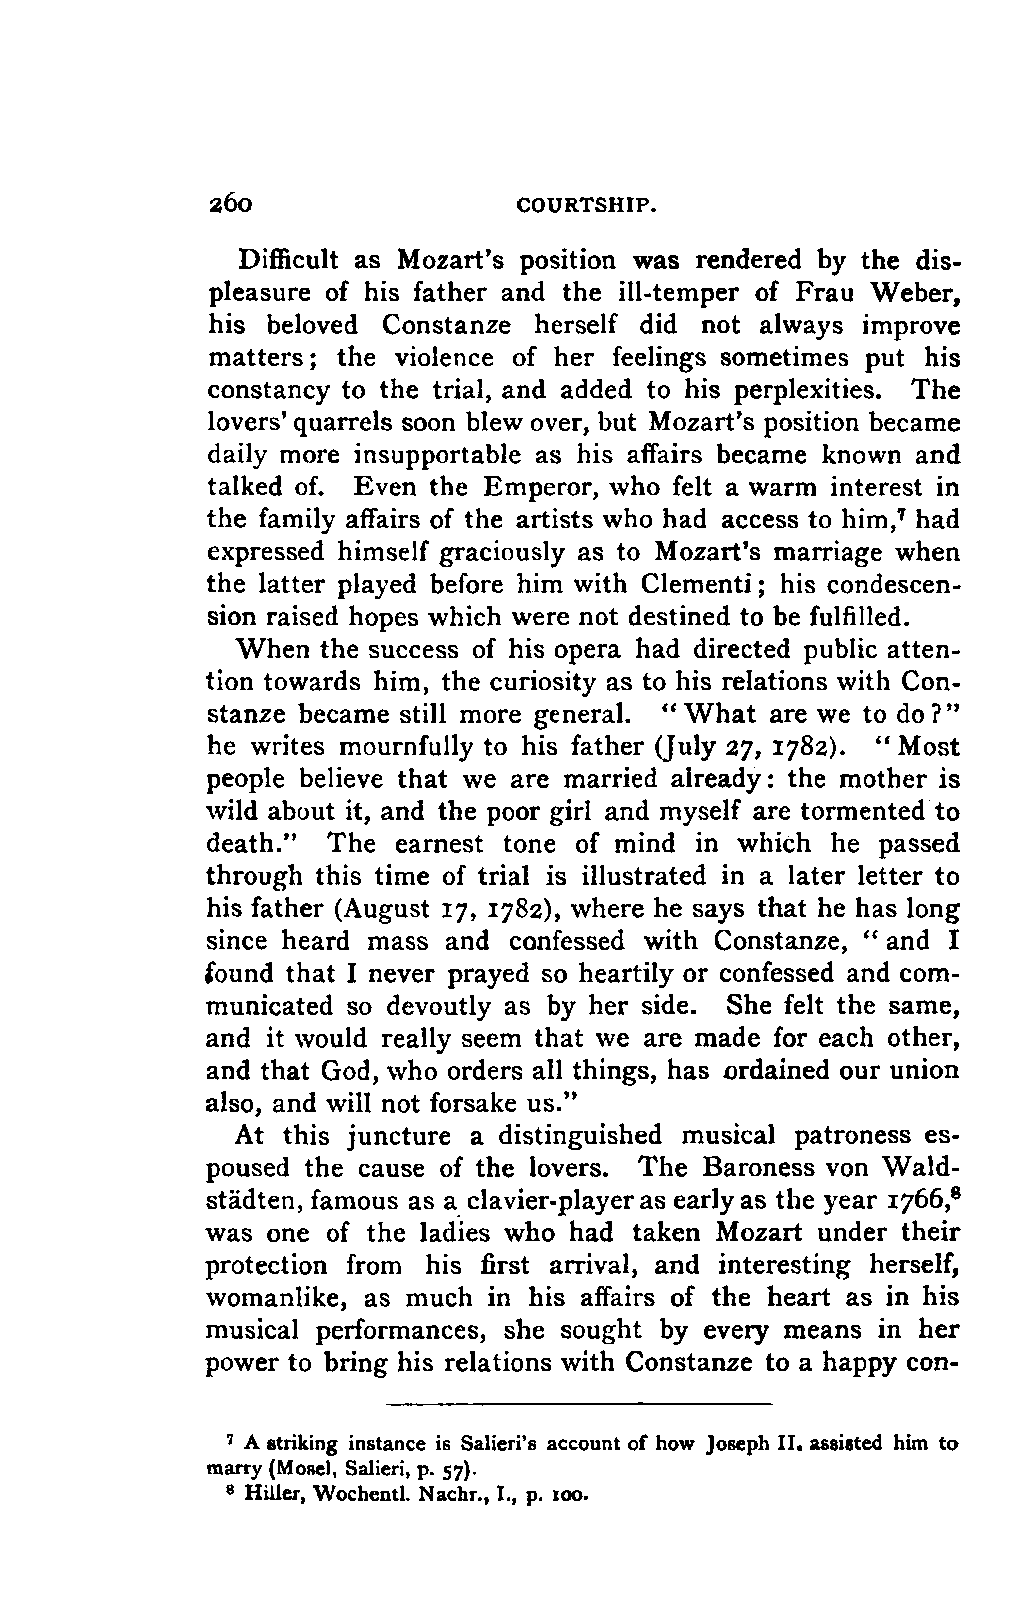 260 COURTSHIP.
Difficult as Mozart's position was rendered by the dis-
pleasure of his father and the ill-temper of Frau Weber,
his beloved Constanze herself did not always improve
matters; the violence of her feelings sometimes put his
constancy to the trial, and added to his perplexities. The
lovers' quarrels soon blew over, but Mozart's position became
daily more insupportable as his affairs became known and
talked of. Even the Emperor, who felt a warm interest in
the family affairs of the artists who had access to him,⁷ had
expressed himself graciously as to Mozart's marriage when
the latter played before him with Clementi; his condescen-
sion raised hopes which were not destined to be fulfilled.
When the success of his opera had directed public atten-
tion towards him, the curiosity as to his relations with Con-
stanze became still more general. "What are we to do?"
he writes mournfully to his father (July 27, 1782). "Most
people believe that we are married already: the mother is
wild about it, and the poor girl and myself are tormented to
death." The earnest tone of mind in which he passed
through this time of trial is illustrated in a later letter to
his father (August 17, 1782), where he says that he has long
since heard mass and confessed with Constanze, "and I
found that I never prayed so heartily or confessed and com-
municated so devoutly as by her side. She felt the same,
and it would really seem that we are made for each other,
and that God, who orders all things, has ordained our union
also, and will not forsake us."
At this juncture a distinguished musical patroness es-
poused the cause of the lovers. The Baroness von Wald-
städten, famous as a clavier-player as early as the year 1766,⁸
was one of the ladies who had taken Mozart under their
protection from his first arrival, and interesting herself,
womanlike, as much in his affairs of the heart as in his
musical performances, she sought by every means in her
power to bring his relations with Constanze to a happy con-
⁷ A striking instance is Salieri's account of how Joseph II. assisted him to
marry (Mosel, Salieri, p. 57).
⁸ Hiller, Wochentl. Nachr., I., p. 100.